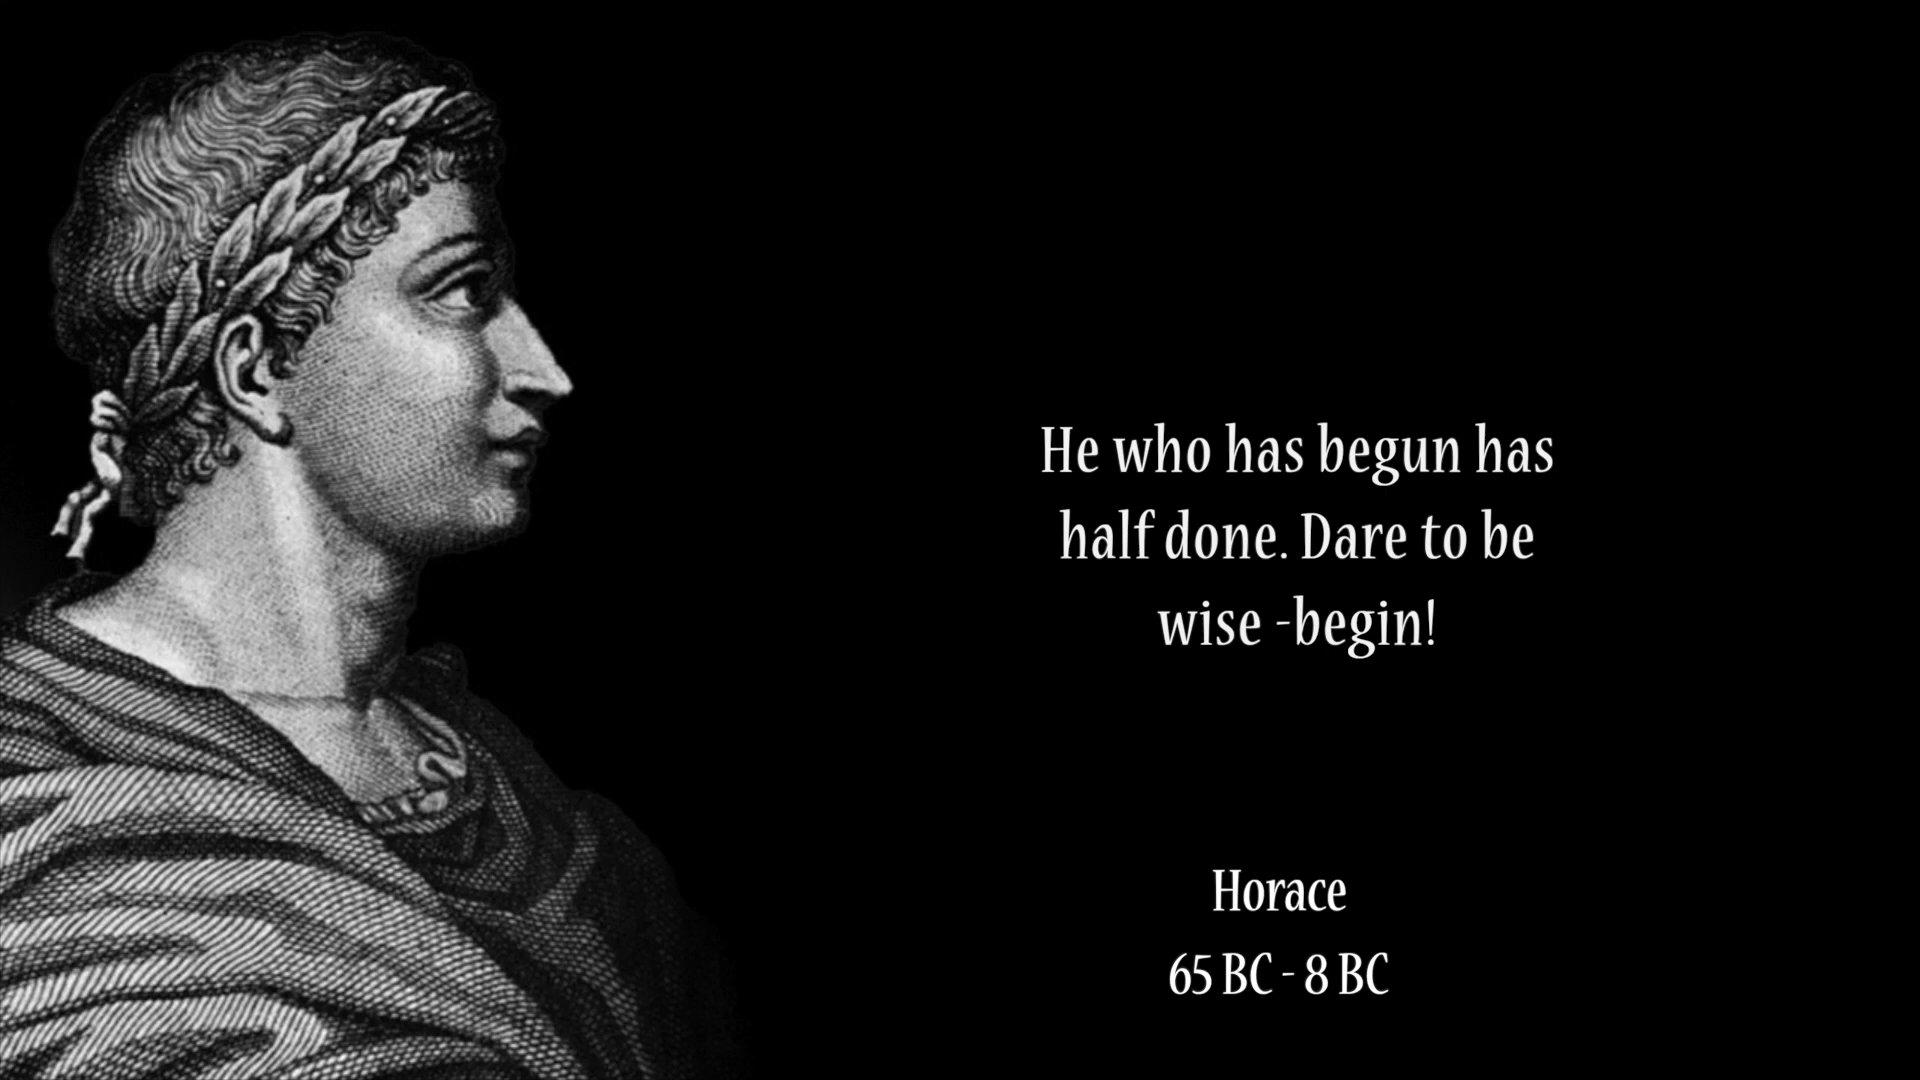 He who has begun has
half done. Dare to be
wise -begin!
Horace
65 BC - 8 BC